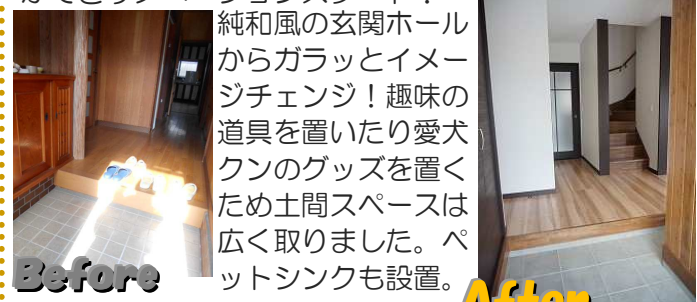 純和風の玄関ホール
からガラッとイメー
ジチェンジ！趣味の
道具を置いたり愛犬
クンのグッズを置く
ため土間スペースは
広く取りました。ペ
ットシンクも設置。
Before
After